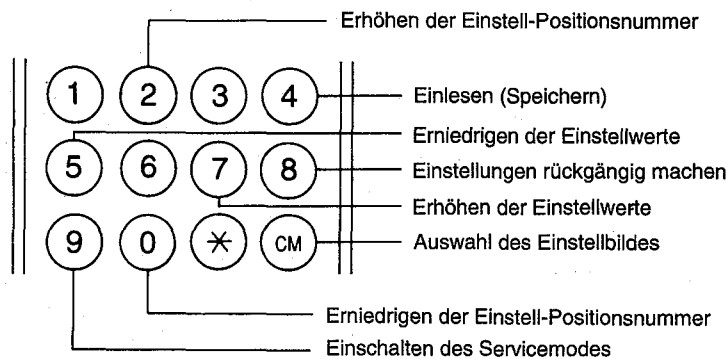 Erhöhen der Einstell-Positionsnummer
1 2 3 4 Einlesen (Speichern)
Erniedrigen der Einstellwerte
5 6 7 8 Einstellungen rückgängig machen
Erhöhen der Einstellwerte
9 0 * CM Auswahl des Einstellbildes
Erniedrigen der Einstell-Positionsnummer
Einschalten des Servicemodes